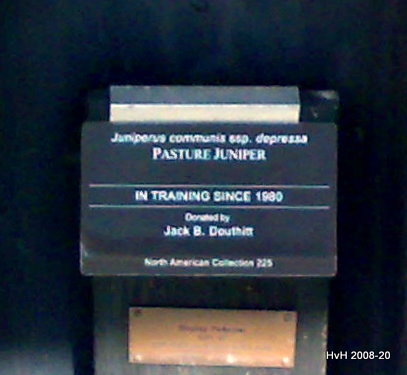 Juniperus communis ssp. depressa
PASTURE JUNIPER
IN TRAINING SINCE 1980
Donated by
Jack B. Douthitt
North American Collection 225
HvH 2008-20